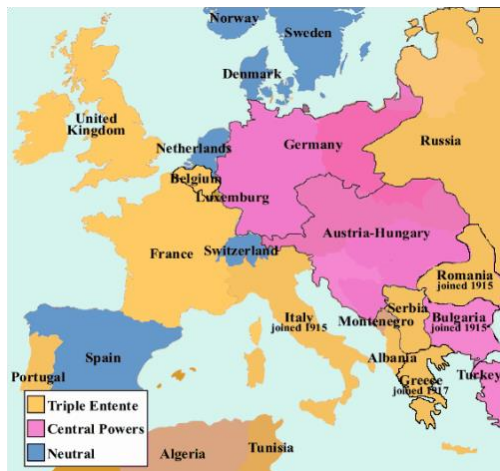 Norway
Sweden
Denmark
United
Kingdom
Netherlands
Germany
Russia
Belgium
Luxemburg
Austria-Hungary
France
Switzerland
Romania
joined 1915
Italy
joined 1915
Serbia
Bulgaria
joined 1915
Montenegro
Spain
Albania
Turkey
Portugal
Greece
joined 1917
Triple Entente
Central Powers
Neutral
Algeria
Tunisia